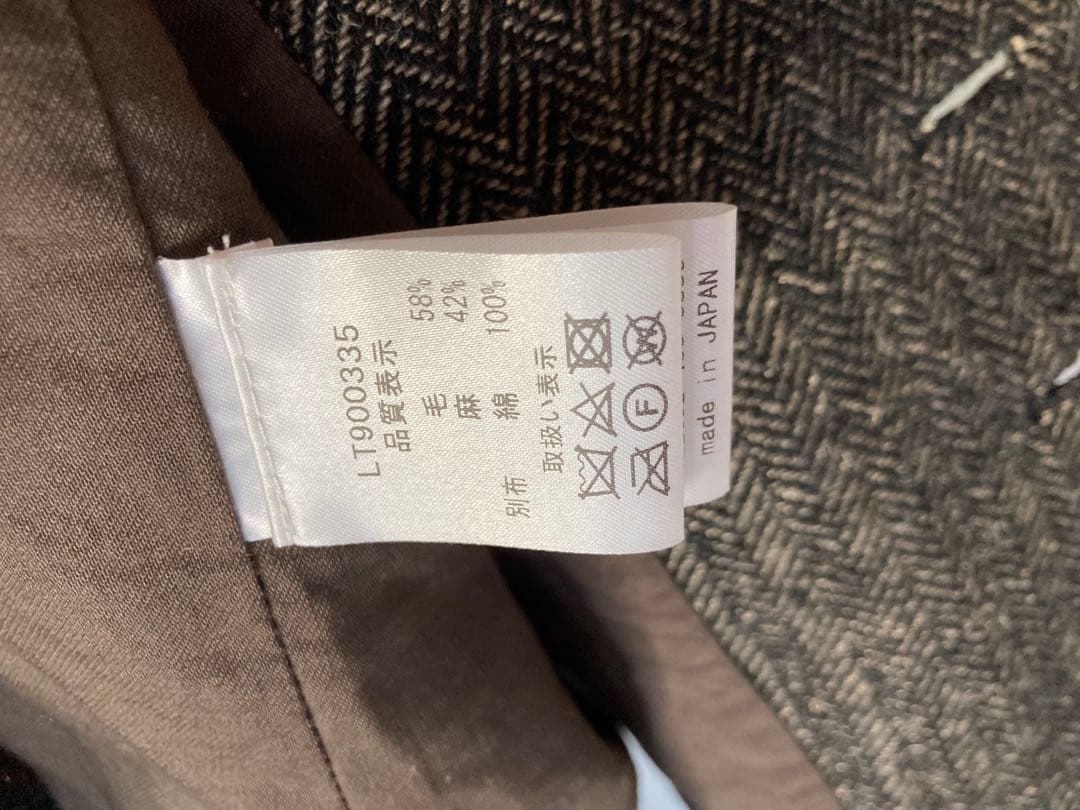 LT900335
品質表示
毛 58%
麻 42%
別布 綿 100%
取扱い表示
F
W
made in JAPAN